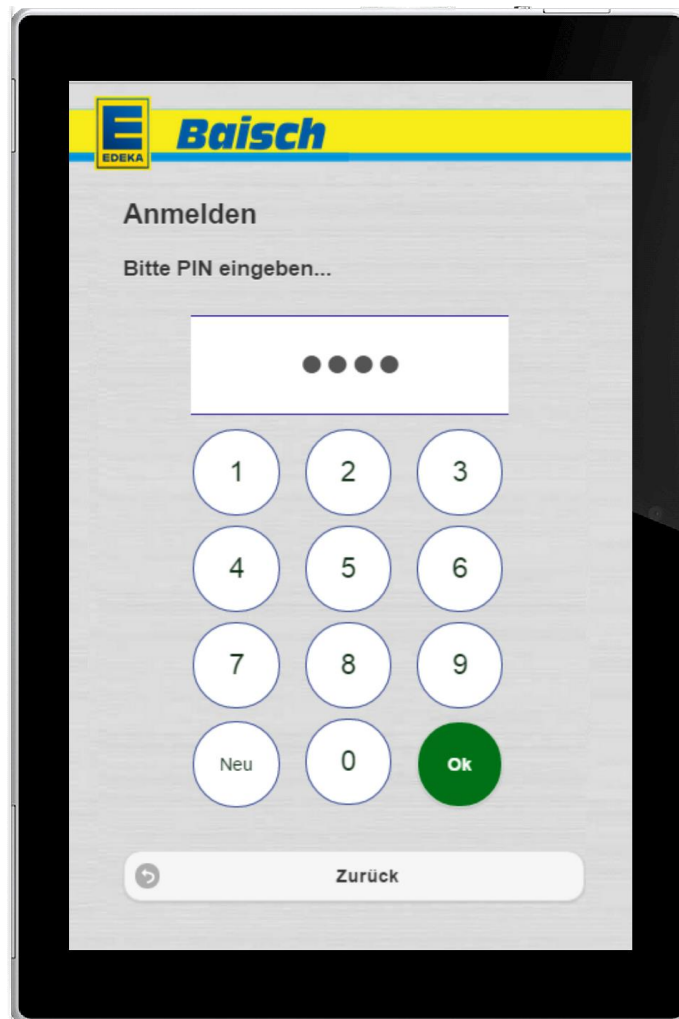 E
EDEKA
Baisch
Anmelden
Bitte PIN eingeben...
1 2 3
4 5 6
7 8 9
Neu 0 Ok
Zurück